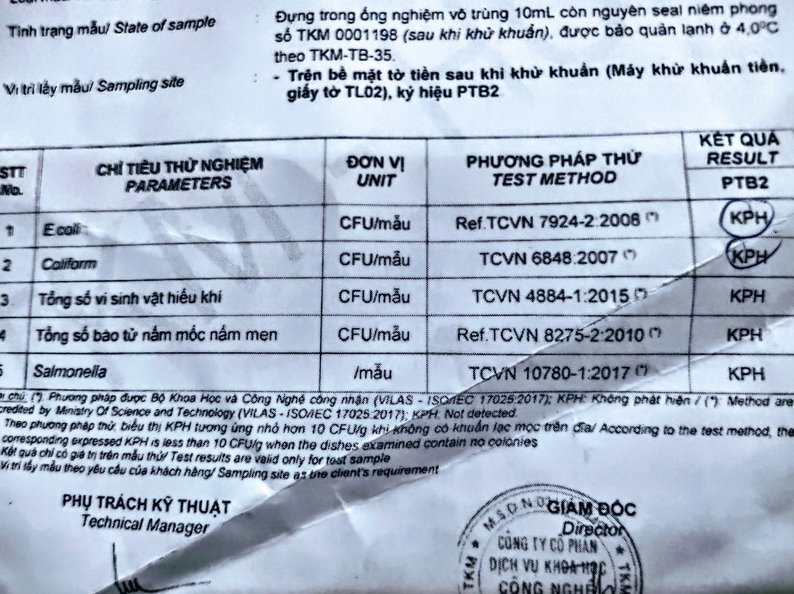 Tình trạng mẫu/ State of sample : Đựng trong ống nghiệm vô trùng 10mL còn nguyên seal niêm phong
số TKM 0001198 (sau khi khử khuẩn), được bảo quản lạnh ở 4,0°C
theo TKM-TB-35.
Vị trí lấy mẫu/ Sampling site : - Trên bề mặt tờ tiền sau khi khử khuẩn (Máy khử khuẩn tiền,
giấy tờ TL02), ký hiệu PTB2
STT
No.
CHỈ TIÊU THỬ NGHIỆM
PARAMETERS
ĐƠN VỊ
UNIT
PHƯƠNG PHÁP THỬ
TEST METHOD
KẾT QUẢ
RESULT
PTB2
1 E.coli CFU/mẫu Ref.TCVN 7924-2:2008 (*) KPH
2 Coliform CFU/mẫu TCVN 6848:2007 (*) KPH
3 Tổng số vi sinh vật hiếu khí CFU/mẫu TCVN 4884-1:2015 (*) KPH
4 Tổng số bào tử nấm mốc nấm men CFU/mẫu Ref.TCVN 8275-2:2010 (*) KPH
Salmonella /mẫu TCVN 10780-1:2017 (*) KPH
chú: (*). Phương pháp được Bộ Khoa Học và Công Nghệ công nhận (VILAS - ISO/IEC 17025:2017); KPH: Không phát hiện / (*). Method are
credited by Ministry Of Science and Technology (VILAS - ISO/IEC 17025:2017); KPH: Not detected.
Theo phương pháp thử, biểu thị KPH tương ứng nhỏ hơn 10 CFU/g khi không có khuẩn lạc mọc trên đĩa/ According to the test method, the
corresponding expressed KPH is less than 10 CFU/g when the dishes examined contain no colonies
Kết quả chỉ có giá trị trên mẫu thử/ Test results are valid only for test sample
Vị trí lấy mẫu theo yêu cầu của khách hàng/ Sampling site as the client's requirement
PHỤ TRÁCH KỸ THUẬT
Technical Manager
GIÁM ĐỐC
Director
M.S.D.N
CÔNG TY CỔ PHẦN
DỊCH VỤ KHOA HỌC
CÔNG NGHỆ
TKM
TKM